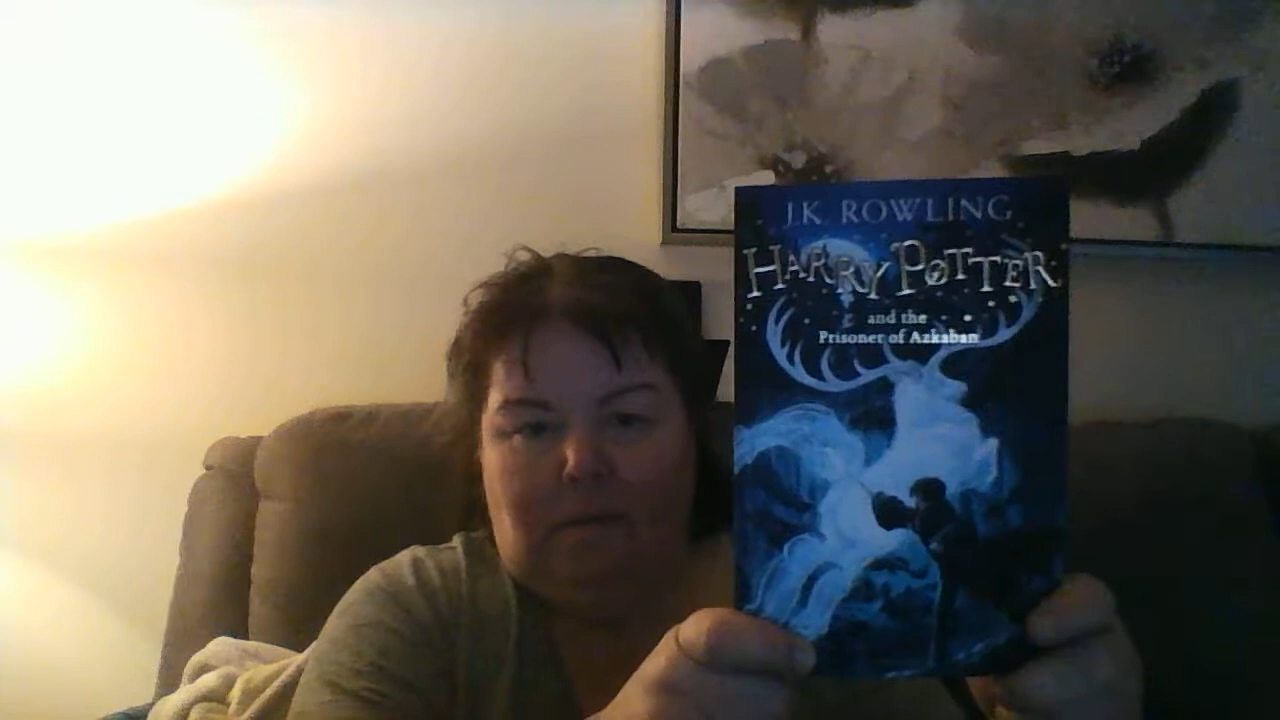 J.K. ROWLING
HARRY POTTER
and the
Prisoner of Azkaban